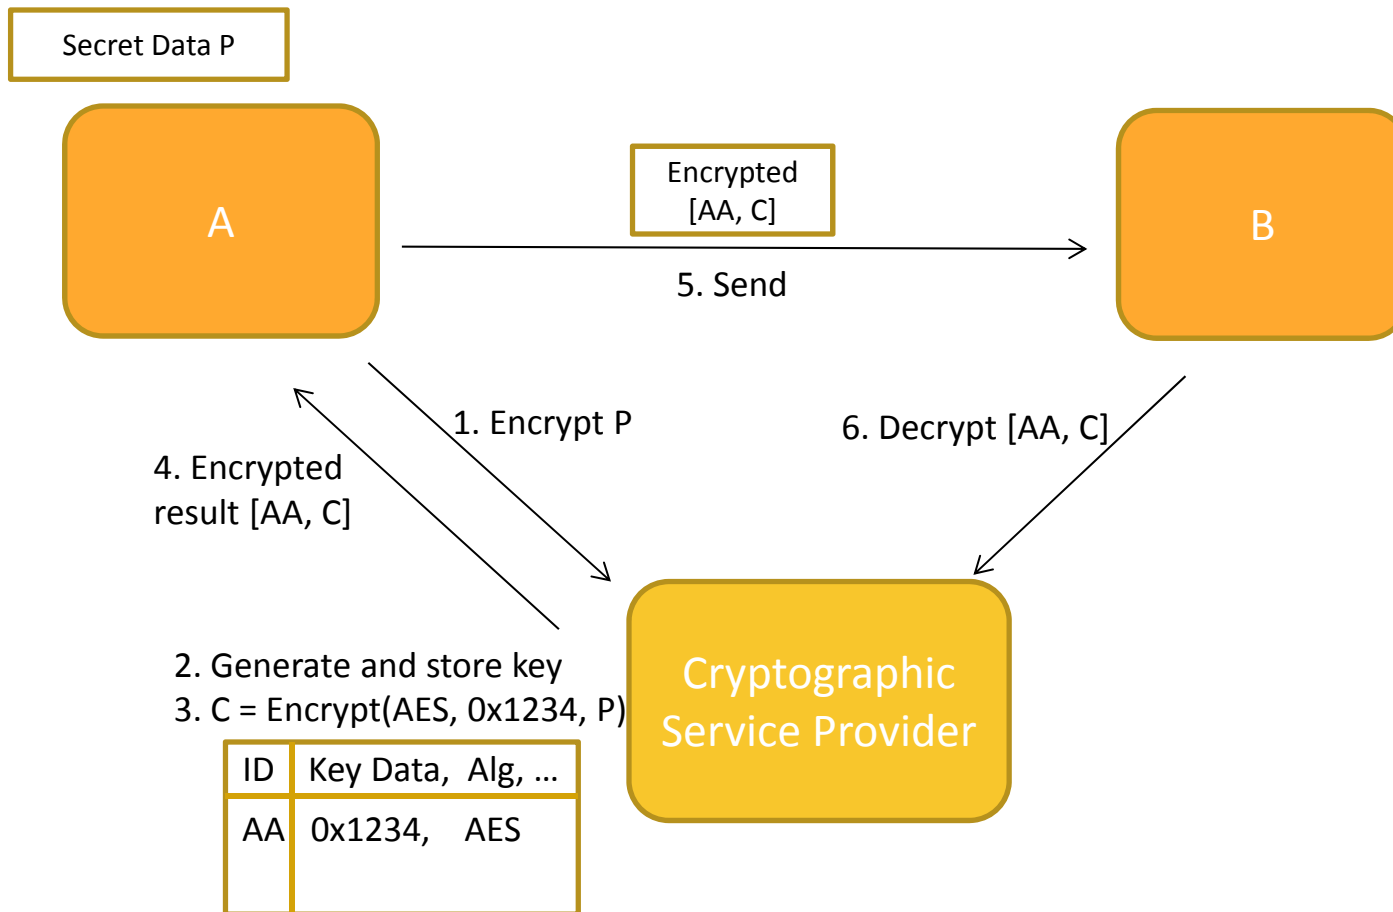 Secret Data P
A
Encrypted
[AA, C]
B
5. Send
1. Encrypt P
6. Decrypt [AA, C]
4. Encrypted
result [AA, C]
2. Generate and store key
3. C = Encrypt(AES, 0x1234, P)
Cryptographic
Service Provider
ID Key Data, Alg, ...
AA 0x1234, AES